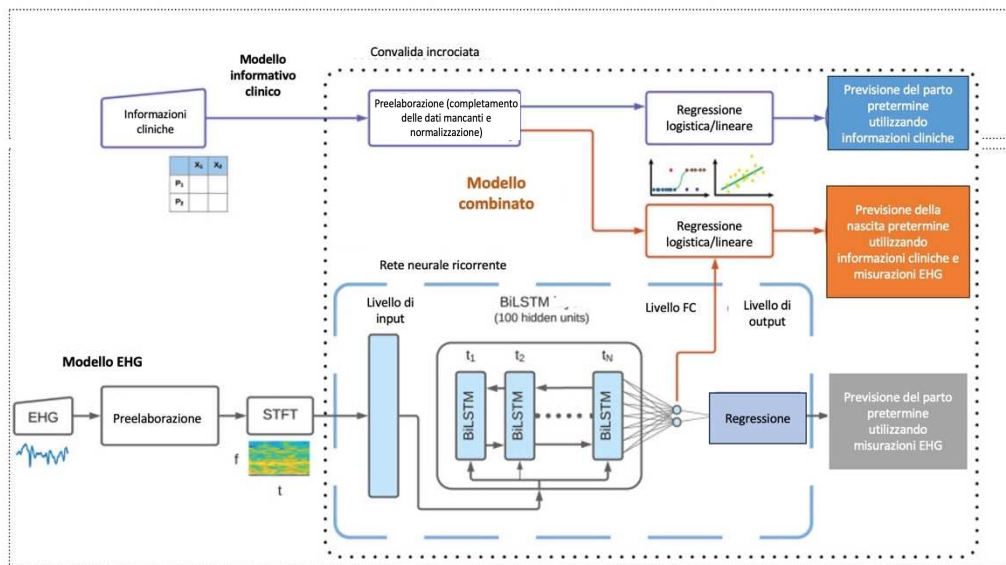 Convalida incrociata
Modello
informativo
clinico
Informazioni
cliniche
X₁ X₂
P₁
P₂
Preelaborazione (completamento
delle dati mancanti e
normalizzazione)
Regressione
logistica/lineare
Previsione del parto
pretermine
utilizzando
informazioni cliniche
Modello
combinato
Regressione
logistica/lineare
Previsione della
nascita pretermine
utilizzando
informazioni cliniche e
misurazioni EHG
Rete neurale ricorrente
Livello di
input
BiLSTM
(100 hidden units)
Livello FC
Livello di
output
Modello EHG
EHG
Preelaborazione
STFT
f
t
t₁ t₂ tN
BiLSTM
BiLSTM
BiLSTM
Regressione
Previsione del parto
pretermine
utilizzando
misurazioni EHG